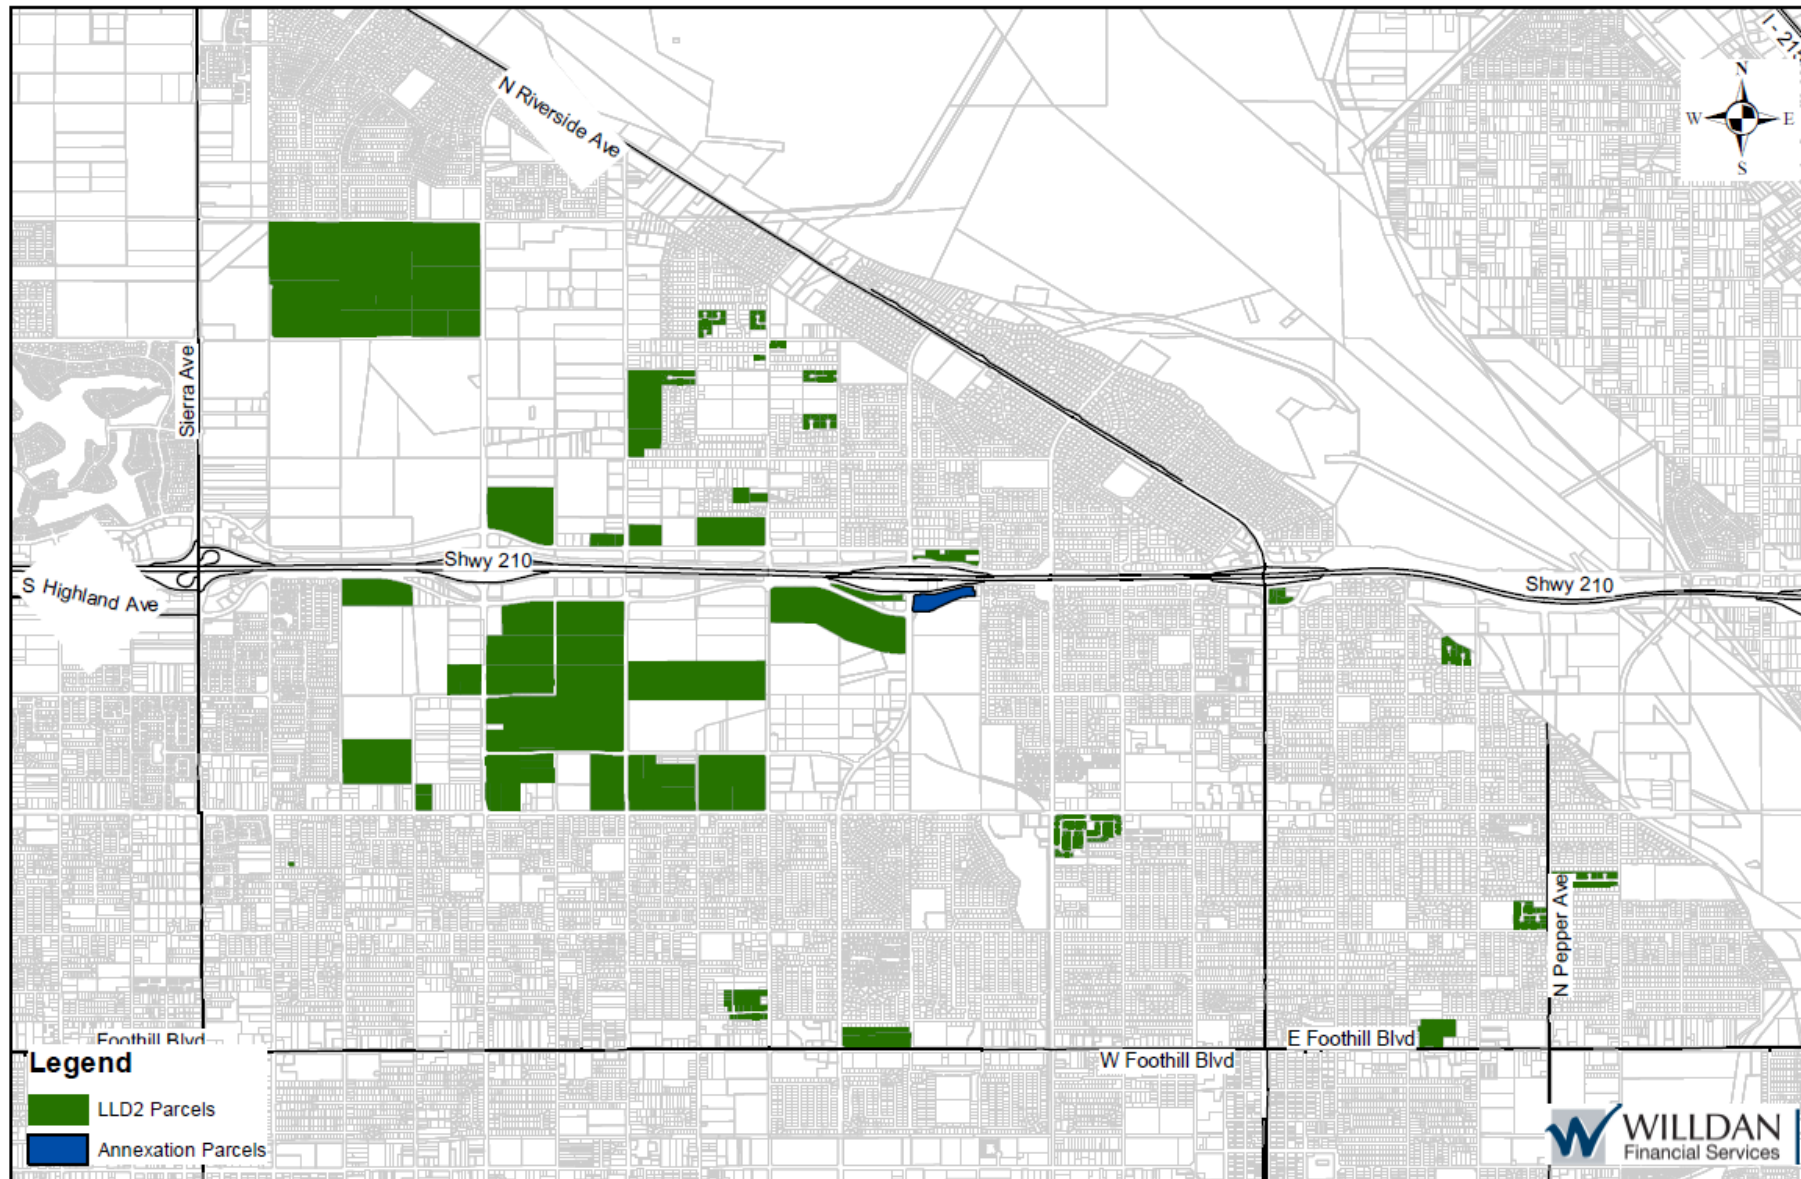 I - 215
N
W
E
S
N Riverside Ave
Sierra Ave
Shwy 210
S Highland Ave
Shwy 210
N Pepper Ave
Foothill Blvd
E Foothill Blvd
W Foothill Blvd
Legend
LLD2 Parcels
Annexation Parcels
WILLDAN
Financial Services